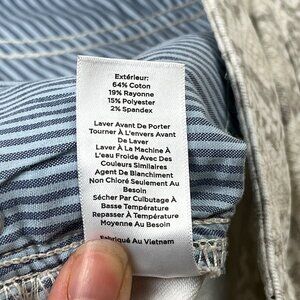 Extérieur:
64% Coton
19% Rayonne
15% Polyester
2% Spandex
Laver Avant De Porter
Tourner À L'envers Avant
De Laver
Laver À La Machine À
L'eau Froide Avec Des
Couleurs Similaires
Agent De Blanchiment
Non Chloré Seulement Au
Besoin
Sécher Par Culbutage À
Basse Température
Repasser À Température
Moyenne Au Besoin
Fabriqué Au Vietnam